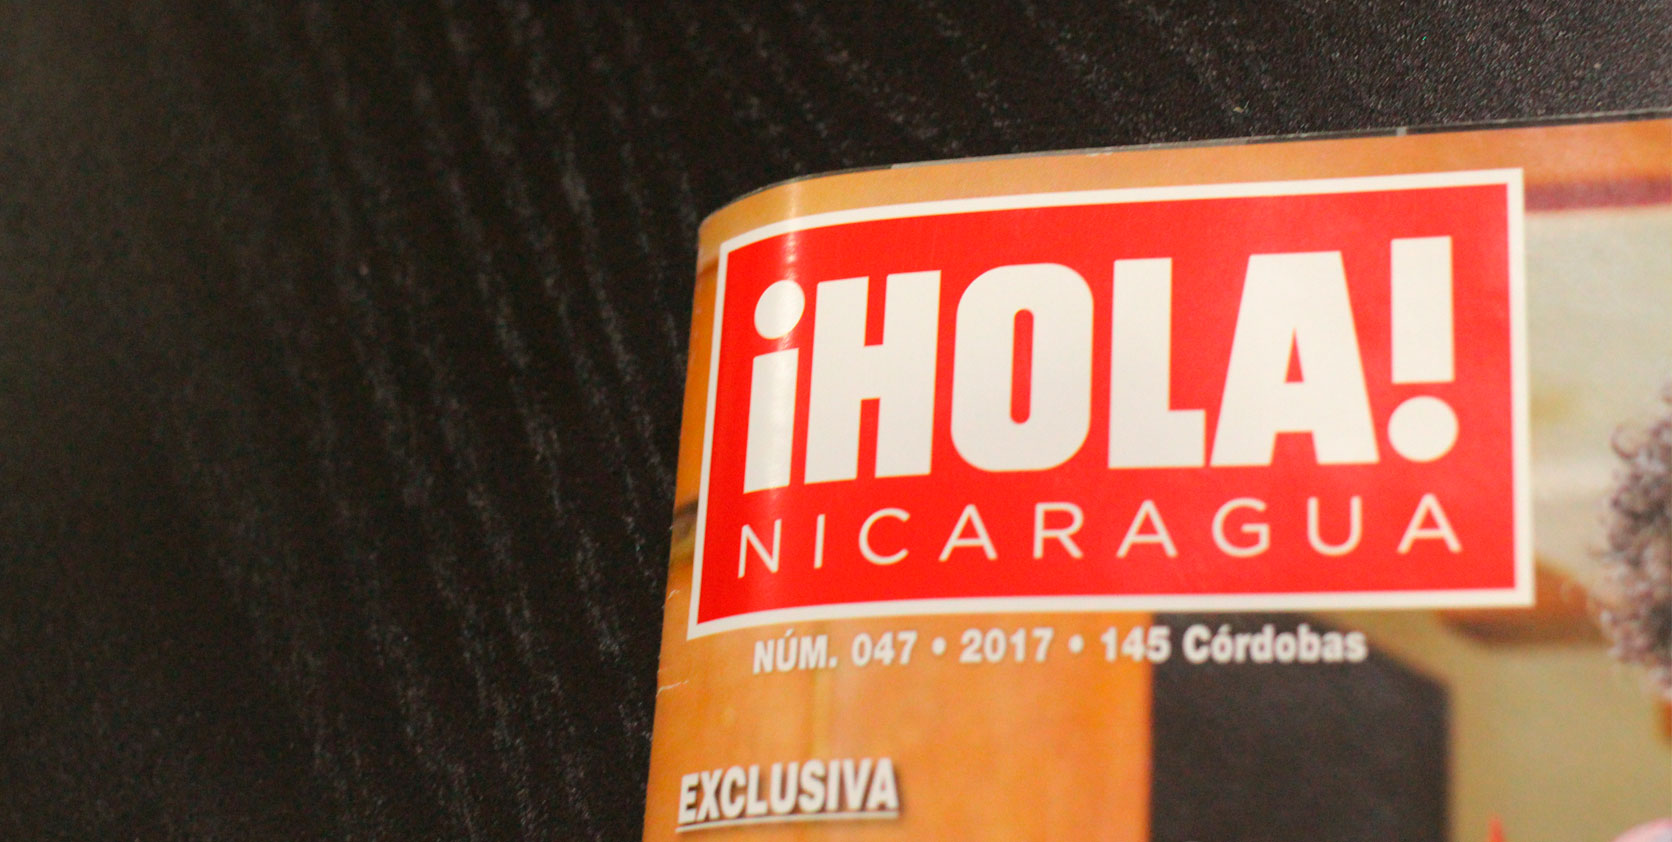 ¡HOLA!
NICARAGUA
NÚM. 047 • 2017 • 145 Córdobas
EXCLUSIVA